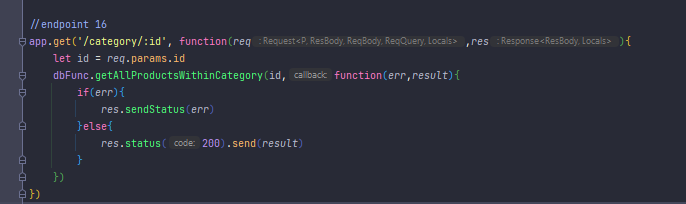 //endpoint 16
app.get('/category/:id', function(req : Request<P, ResBody, ReqBody, ReqQuery, Locals> ,res : Response<ResBody, Locals> ){
let id = req.params.id
dbFunc.getAllProductsWithinCategory(id, callback: function(err,result){
if(err){
res.sendStatus(err)
}else{
res.status( code: 200).send(result)
}
})
})